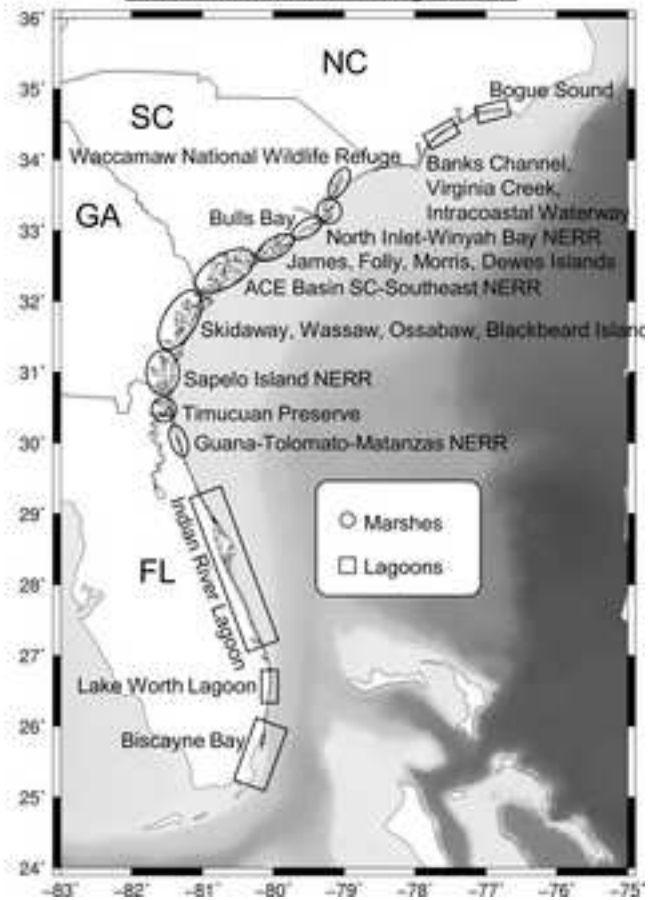 36°
35°
34°
33°
32°
31°
30°
29°
28°
27°
26°
25°
24°
NC
SC
GA
FL
Bogue Sound
Waccamaw National Wildlife Refuge
Banks Channel,
Virginia Creek,
Intracoastal Waterway
Bulls Bay
North Inlet-Winyah Bay NERR
James, Folly, Morris, Dewes Islands
ACE Basin SC-Southeast NERR
Skidaway, Wassaw, Ossabaw, Blackbeard Island
Sapelo Island NERR
Timucuan Preserve
Guana-Tolomato-Matanzas NERR
Indian River Lagoon
Marshes
Lagoons
Lake Worth Lagoon
Biscayne Bay
-83° -82° -81° -80° -79° -78° -77° -76° -75°